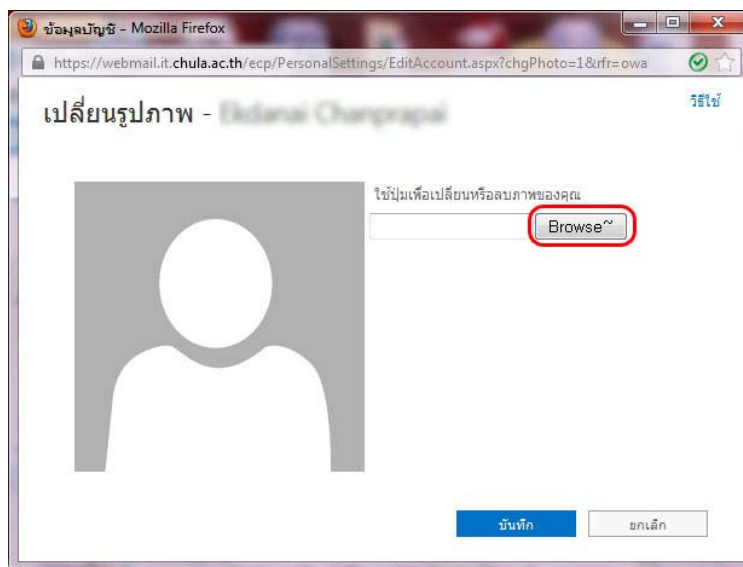 ข้อมูลบัญชี - Mozilla Firefox
https://webmail.it.chula.ac.th/ecp/PersonalSettings/EditAccount.aspx?chgPhoto=1&rfr=owa
วิธีใช้
เปลี่ยนรูปภาพ -
ใช้ปุ่มเพื่อเปลี่ยนหรือลบภาพของคุณ
Browse~
บันทึก
ยกเลิก